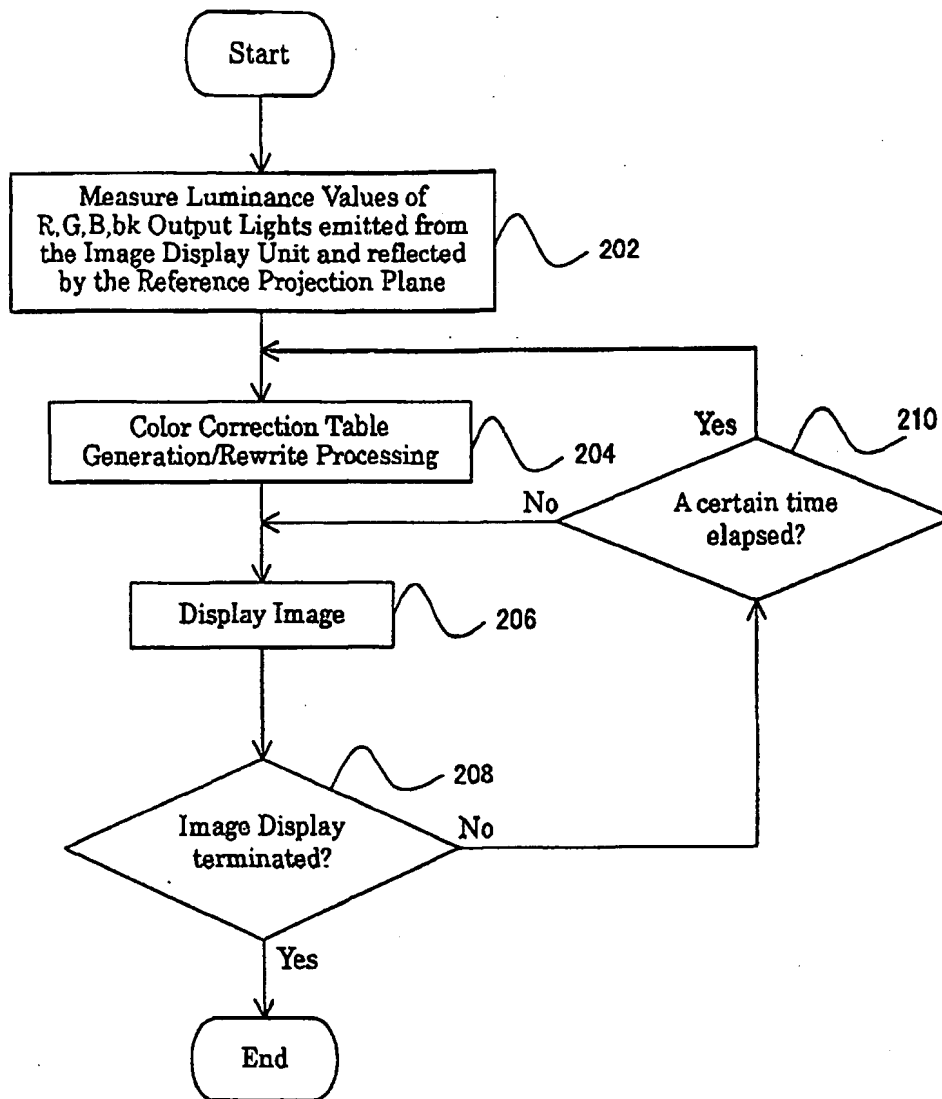 Start
Measure Luminance Values of
R,G,B,bk Output Lights emitted from
the Image Display Unit and reflected
by the Reference Projection Plane
202
Color Correction Table
Generation/Rewrite Processing
204
Yes
210
No
A certain time
elapsed?
Display Image
206
208
Image Display
terminated?
No
Yes
End